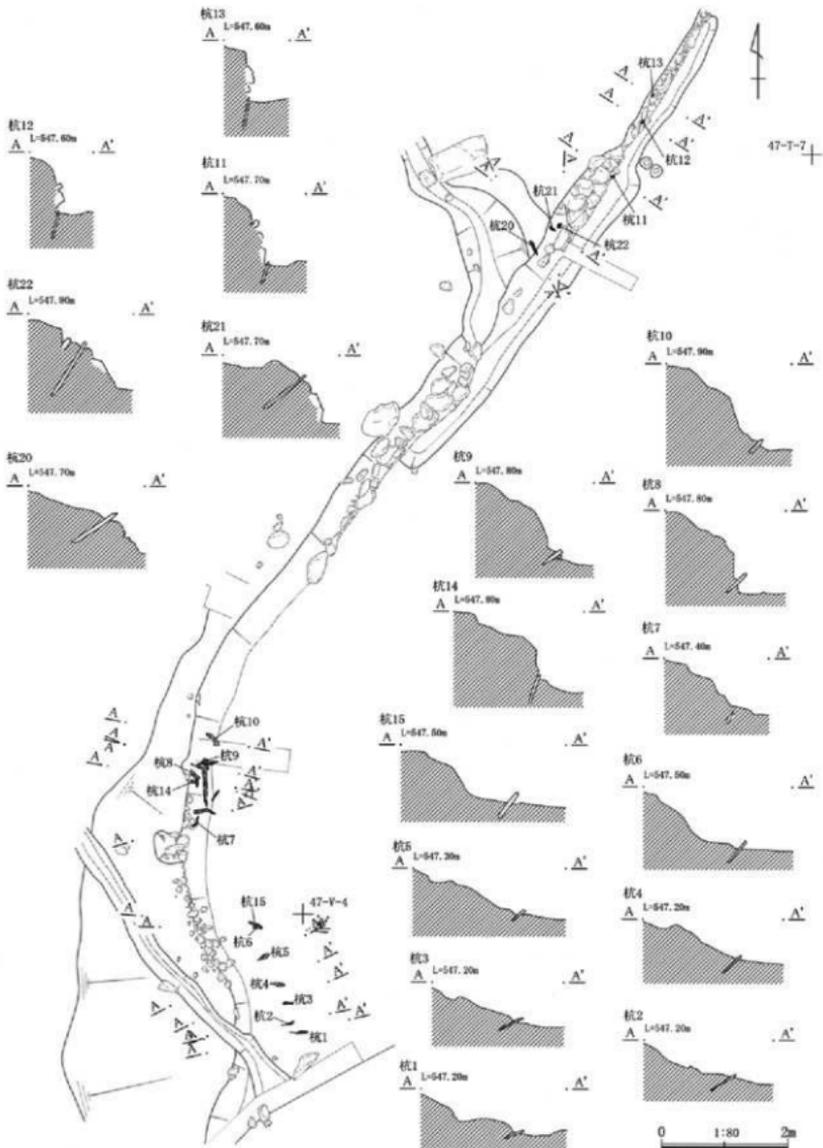 杭13
A L=547.60m A'
杭12
A L=547.60m A'
杭11
A L=547.70m A'
杭22
A L=547.90m A'
杭21
A L=547.70m A'
杭20
A L=547.70m A'
杭13
杭12
47-T-7
杭11
杭21
杭22
杭20
杭10
A L=547.90m A'
杭9
A L=547.80m A'
杭8
A L=547.80m A'
杭14
A L=547.80m A'
杭7
A L=547.40m A'
杭15
A L=547.50m A'
杭6
A L=547.50m A'
杭5
A L=547.30m A'
杭4
A L=547.20m A'
杭3
A L=547.20m A'
杭2
A L=547.20m A'
杭1
A L=547.20m A'
杭10
杭9
杭8
杭14
杭7
杭15
47-V-4
杭6
杭5
杭4
杭3
杭2
杭1
0 1:80 2m